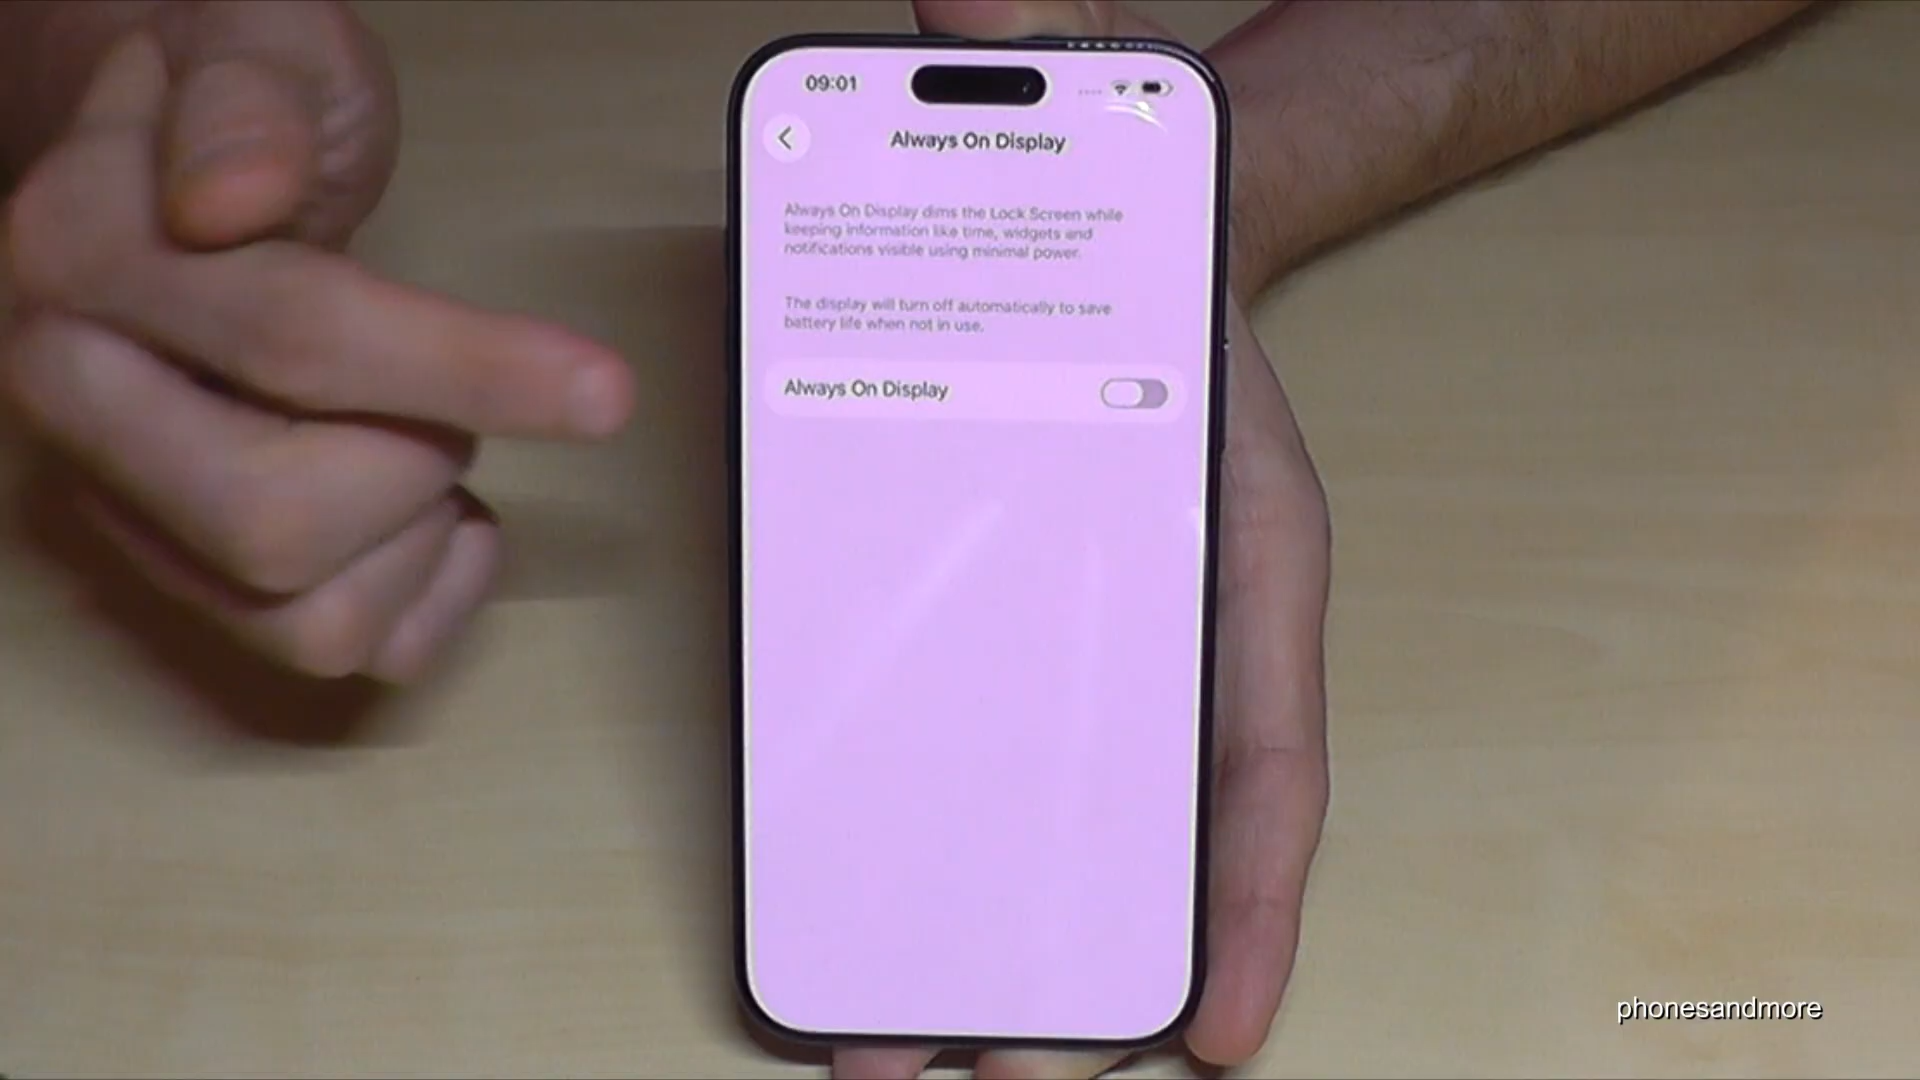 09:01
Always On Display
Always On Display dims the Lock Screen while
keeping information like time, widgets and
notifications visible using minimal power.
The display will turn off automatically to save
battery life when not in use.
Always On Display
phonesandmore